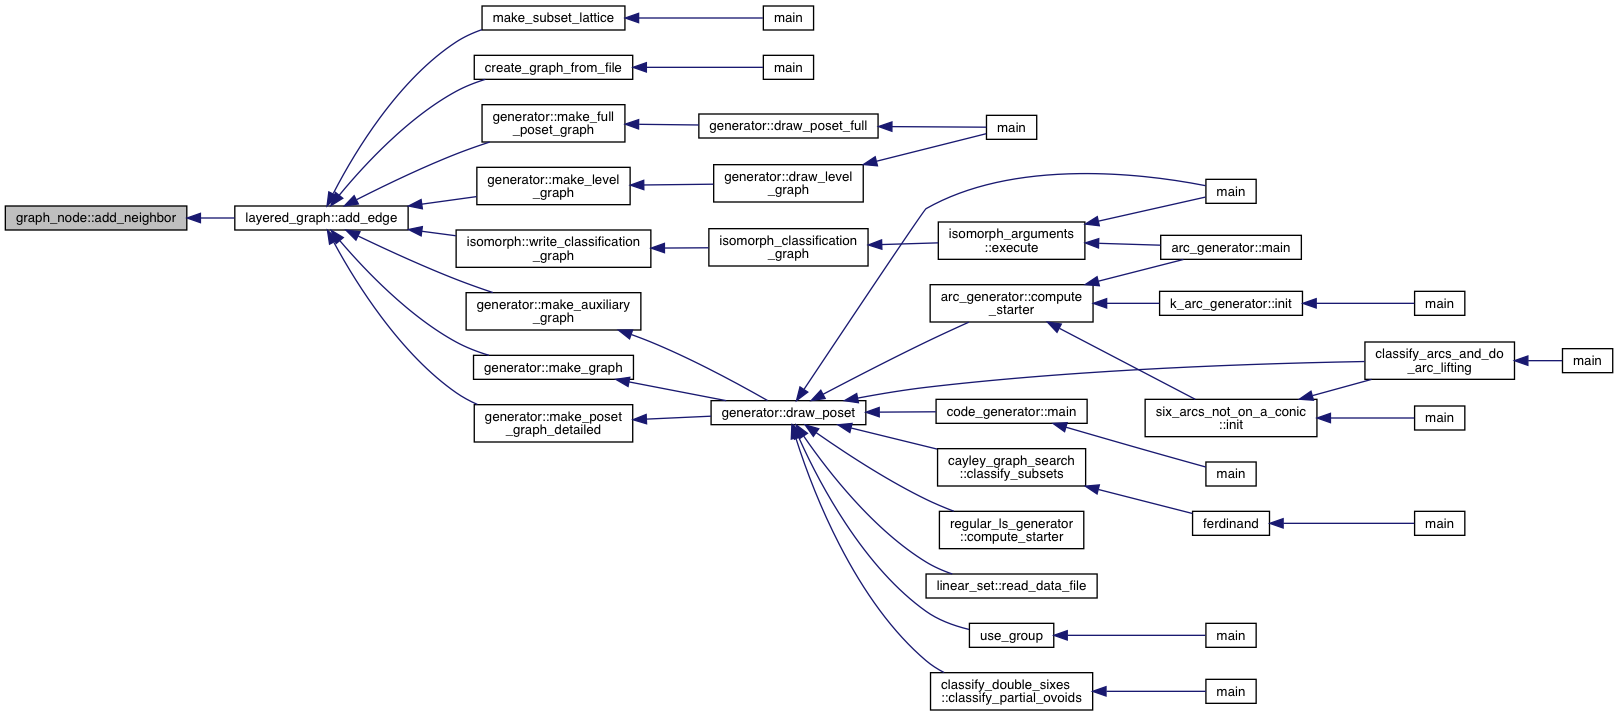 make_subset_lattice
main
create_graph_from_file
main
generator::make_full
_poset_graph
generator::draw_poset_full
main
generator::make_level
_graph
generator::draw_level
_graph
main
graph_node::add_neighbor
layered_graph::add_edge
isomorph::write_classification
_graph
isomorph_classification
_graph
isomorph_arguments
::execute
arc_generator::main
generator::make_auxiliary
_graph
arc_generator::compute
_starter
k_arc_generator::init
main
generator::make_graph
classify_arcs_and_do
_arc_lifting
main
generator::make_poset
_graph_detailed
generator::draw_poset
code_generator::main
six_arcs_not_on_a_conic
::init
main
cayley_graph_search
::classify_subsets
main
regular_ls_generator
::compute_starter
ferdinand
main
linear_set::read_data_file
use_group
main
classify_double_sixes
::classify_partial_ovoids
main